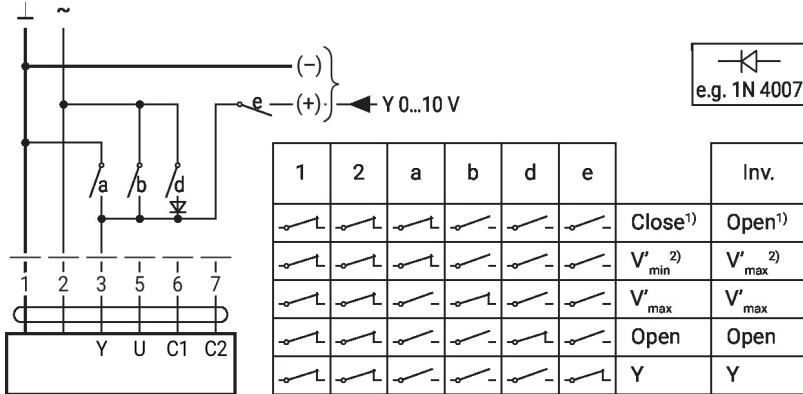 ⊥ ~
(–)
e (+) Y 0...10 V
e.g. 1N 4007
a b d
1 2 3 5 6 7
Y U C1 C2
1 2 a b d e Inv.
Close¹⁾ Open¹⁾
V'min²⁾ V'max²⁾
V'max V'max
Open Open
Y Y